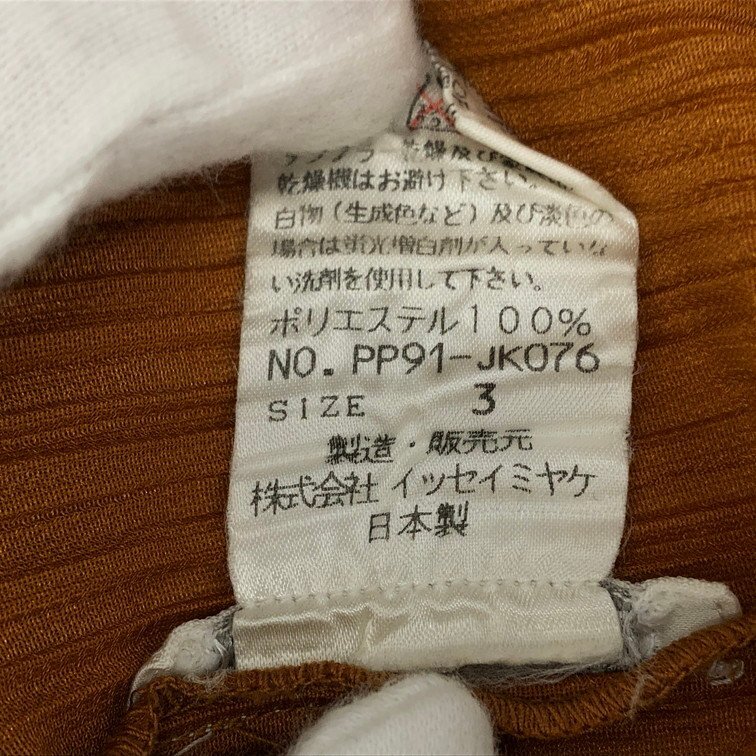 乾燥及び
乾燥機はお避け下さい。
白物（生成色など）及び淡色の
場合は蛍光増白剤が入っていな
い洗剤を使用して下さい。
ポリエステル100%
NO. PP91-JK076
SIZE 3
製造・販売元
株式会社 イッセイミヤケ
日本製